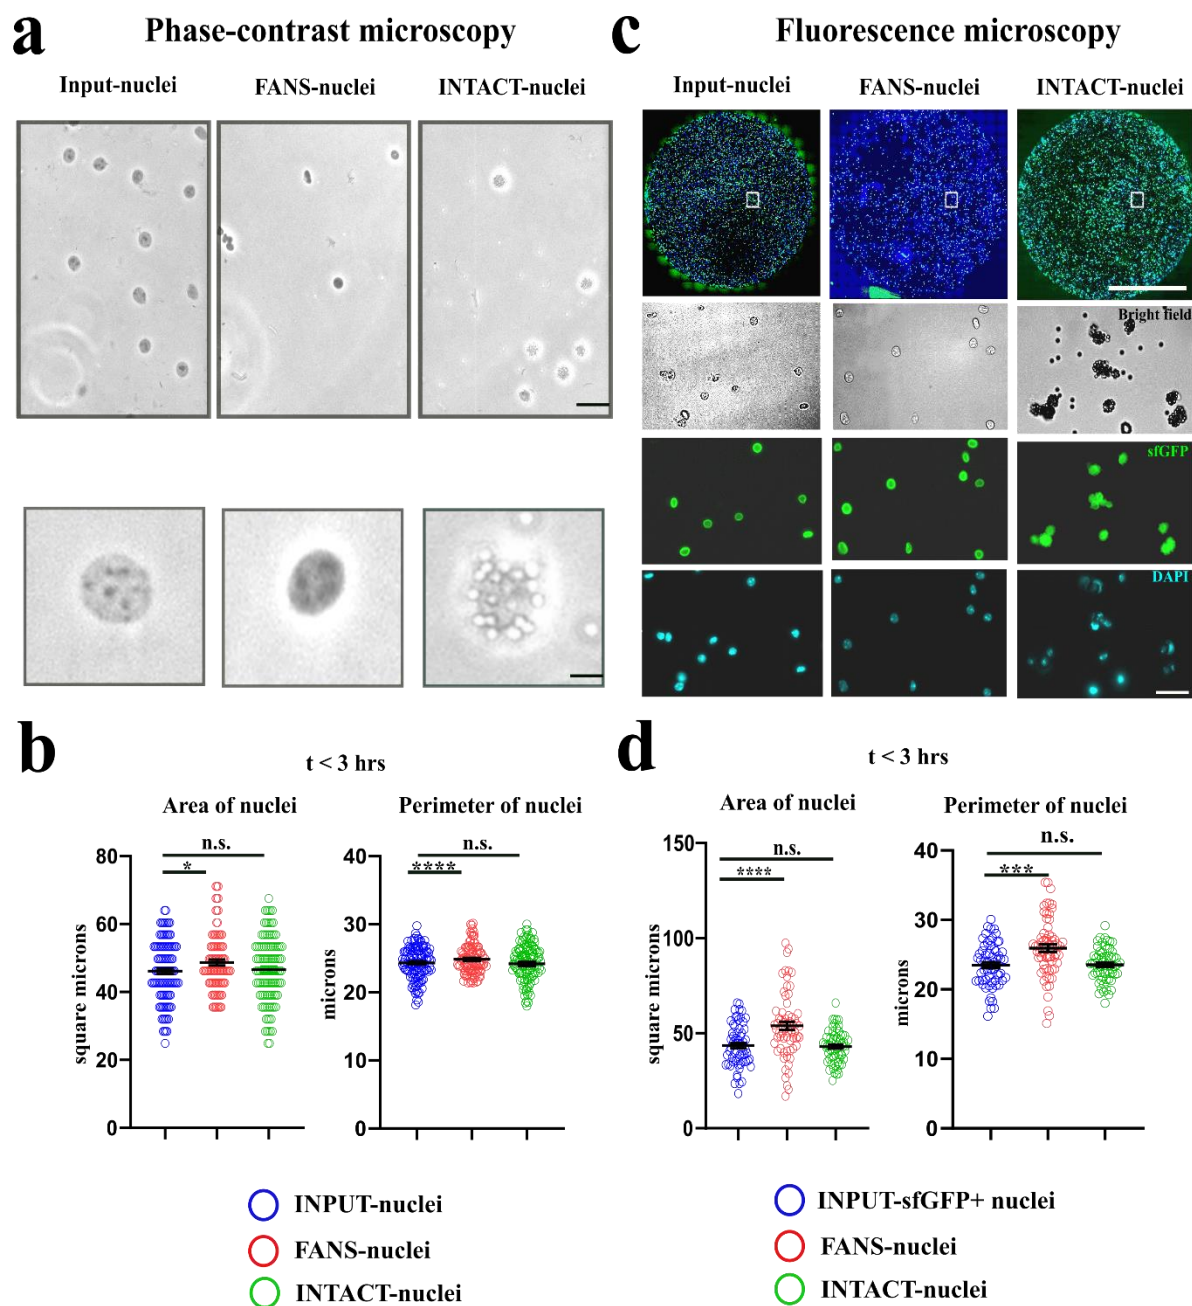 a
Phase-contrast microscopy
Input-nuclei
FANS-nuclei
INTACT-nuclei
c
Fluorescence microscopy
Input-nuclei
FANS-nuclei
INTACT-nuclei
Bright field
sfGFP
DAPI
b
t < 3 hrs
Area of nuclei
n.s.
*
80
60
40
20
0
square microns
Perimeter of nuclei
n.s.
****
40
30
20
10
0
microns
INPUT-nuclei
FANS-nuclei
INTACT-nuclei
d
t < 3 hrs
Area of nuclei
n.s.
****
150
100
50
0
square microns
Perimeter of nuclei
n.s.
***
40
30
20
10
0
microns
INPUT-sfGFP+ nuclei
FANS-nuclei
INTACT-nuclei